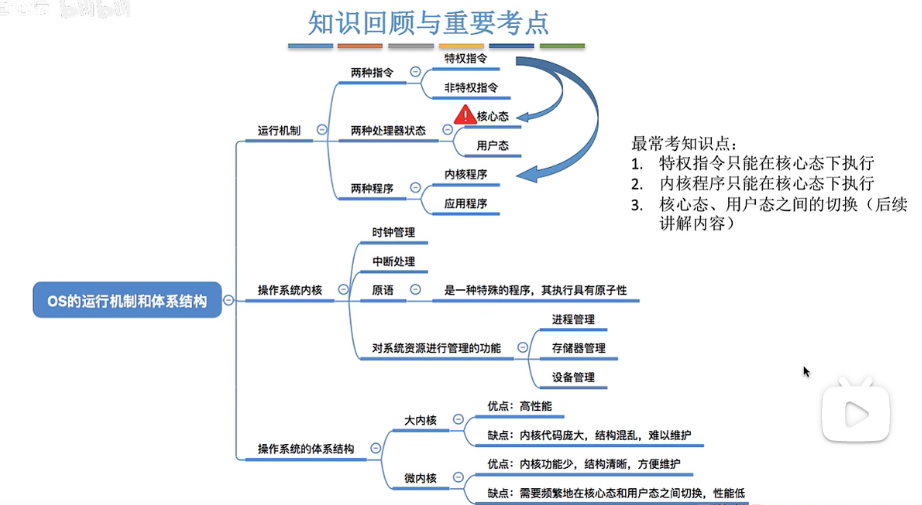 bilibili
知识回顾与重要考点
特权指令
两种指令
非特权指令
核心态
运行机制
两种处理器状态
用户态
内核程序
两种程序
应用程序
最常考知识点：
1. 特权指令只能在核心态下执行
2. 内核程序只能在核心态下执行
3. 核心态、用户态之间的切换（后续
讲解内容）
时钟管理
中断处理
OS的运行机制和体系结构
操作系统内核
原语
是一种特殊的程序，其执行具有原子性
进程管理
对系统资源进行管理的功能
存储器管理
设备管理
优点：高性能
大内核
缺点：内核代码庞大，结构混乱，难以维护
操作系统的体系结构
优点：内核功能少，结构清晰，方便维护
微内核
缺点：需要频繁地在核心态和用户态之间切换，性能低